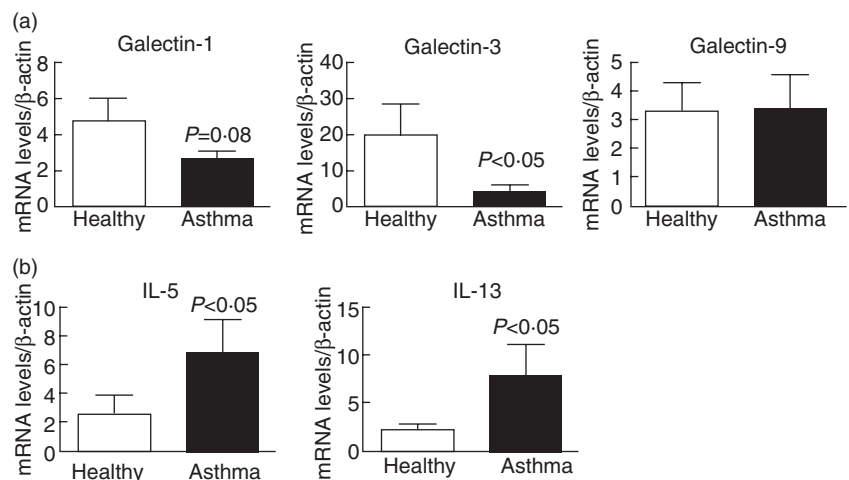 (a)
Galectin-1
mRNA levels/β-actin
8
6
4
2
0
P=0·08
Healthy Asthma
Galectin-3
mRNA levels/β-actin
40
30
20
10
0
P<0·05
Healthy Asthma
Galectin-9
mRNA levels/β-actin
5
4
3
2
1
0
Healthy Asthma
(b)
IL-5
mRNA levels/β-actin
10
8
6
4
2
0
P<0·05
Healthy Asthma
IL-13
mRNA levels/β-actin
15
10
5
0
P<0·05
Healthy Asthma